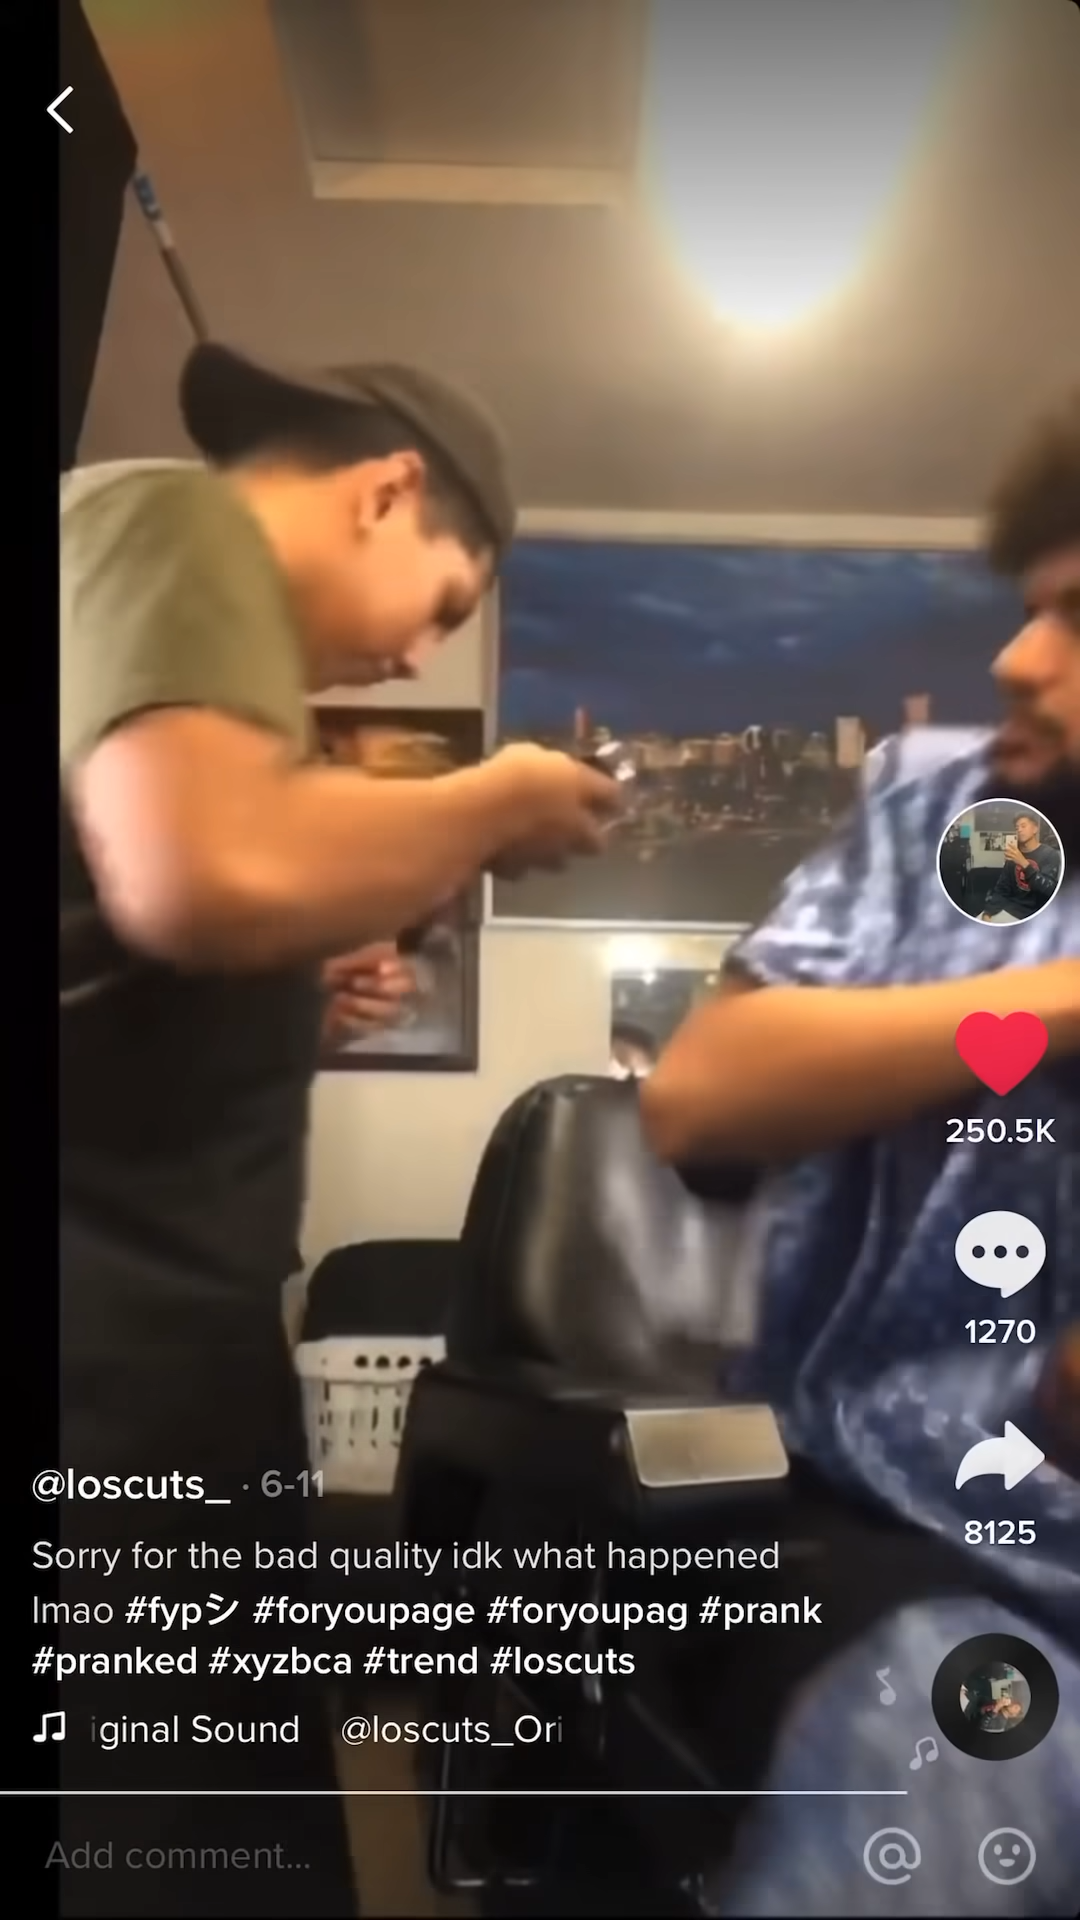 250.5K
1270
8125
@loscuts_ · 6-11
Sorry for the bad quality idk what happened
lmao #fypシ #foryoupage #foryoupag #prank
#pranked #xyzbca #trend #loscuts
iginal Sound @loscuts_Ori
Add comment...